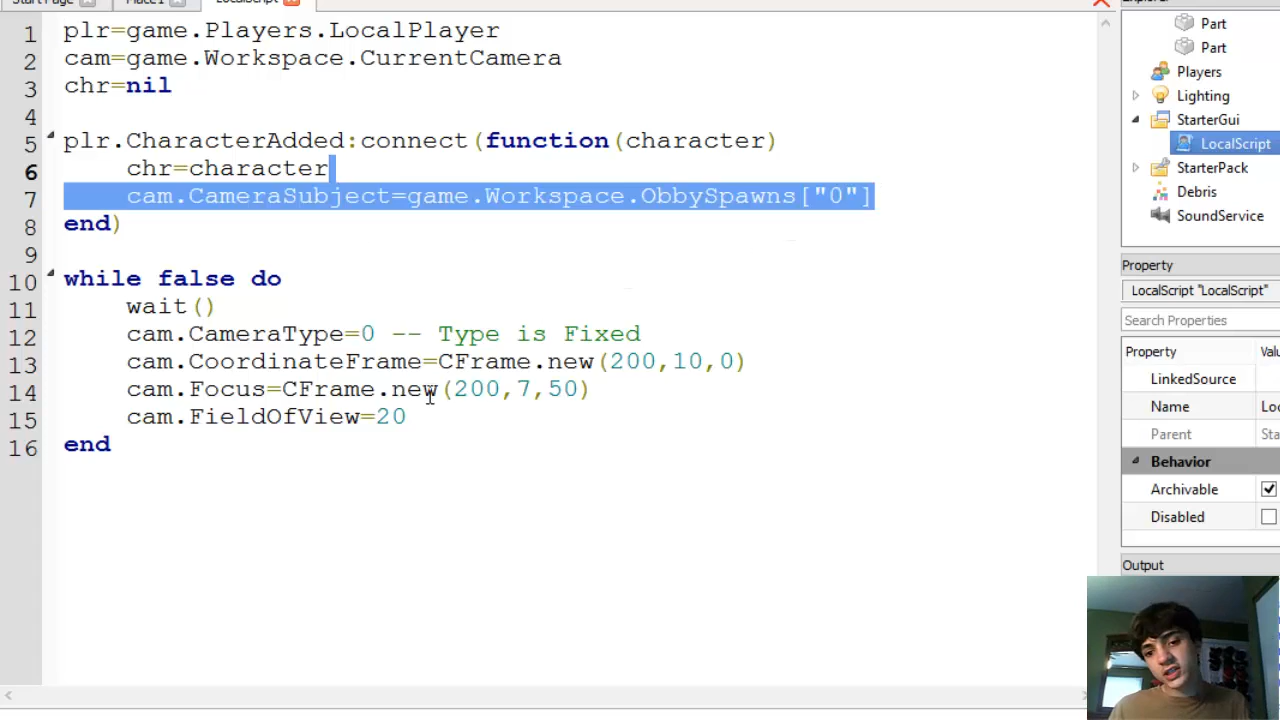 Start Page Place1 LocalScript
1 plr=game.Players.LocalPlayer
2 cam=game.Workspace.CurrentCamera
3 chr=nil
4
5 plr.CharacterAdded:connect(function(character)
6 chr=character
7 cam.CameraSubject=game.Workspace.ObbySpawns["0"]
8 end)
9
10 while false do
11 wait()
12 cam.CameraType=0 -- Type is Fixed
13 cam.CoordinateFrame=CFrame.new(200,10,0)
14 cam.Focus=CFrame.new(200,7,50)
15 cam.FieldOfView=20
16 end
Explorer
Part
Part
Players
Lighting
StarterGui
LocalScript
StarterPack
Debris
SoundService
Property
LocalScript "LocalScript"
Search Properties
Property Valu
LinkedSource
Name Loc
Parent Sta
Behavior
Archivable
Disabled
Output